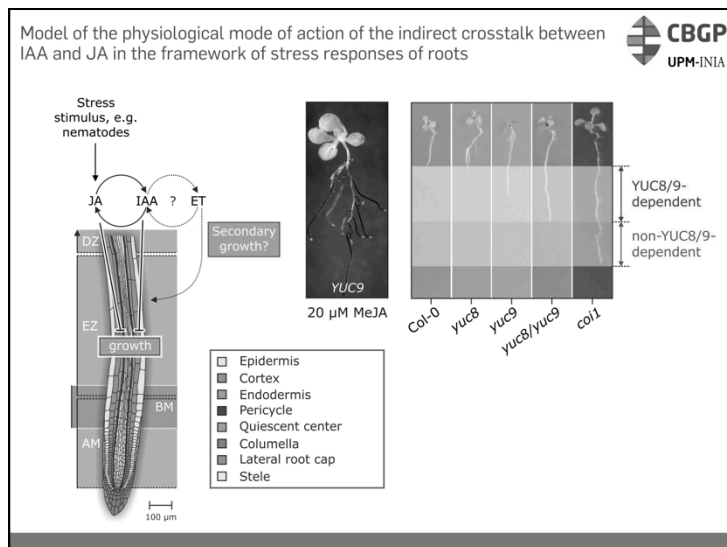 Model of the physiological mode of action of the indirect crosstalk between
IAA and JA in the framework of stress responses of roots
CBGP
UPM-INIA
Stress
stimulus, e.g.
nematodes
JA
IAA
?
ET
Secondary
growth?
DZ
EZ
growth
BM
AM
100 µm
YUC9
20 µM MeJA
Epidermis
Cortex
Endodermis
Pericycle
Quiescent center
Columella
Lateral root cap
Stele
Col-0
yuc8
yuc9
yuc8/yuc9
coi1
YUC8/9-
dependent
non-YUC8/9-
dependent